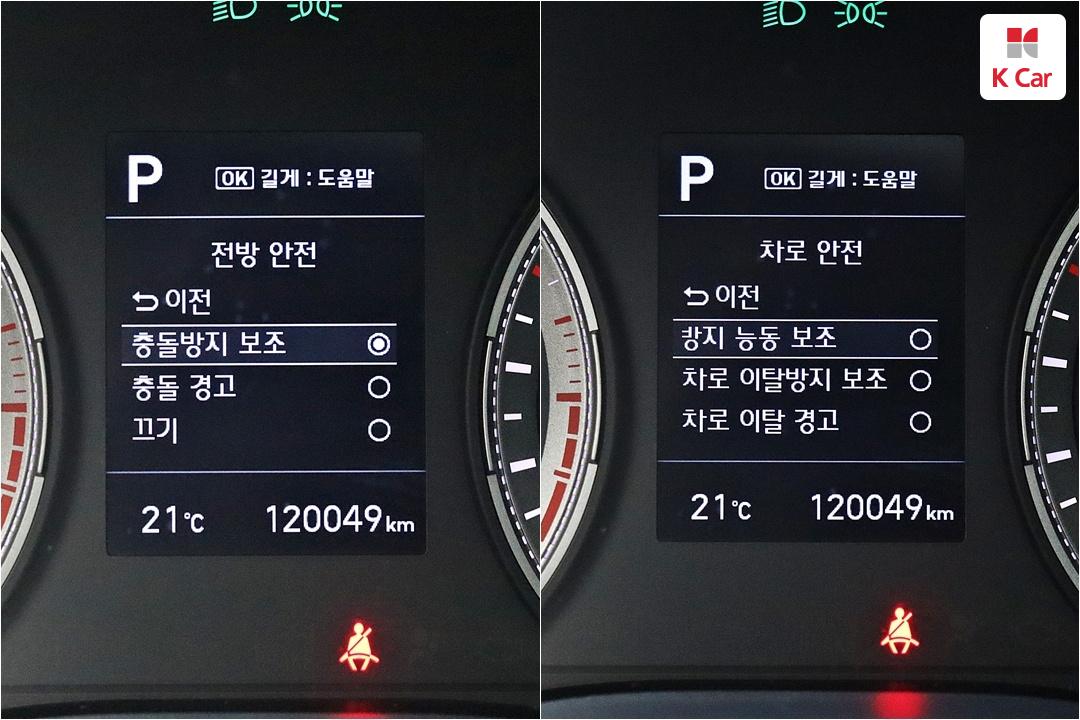 P
OK 길게 : 도움말
전방 안전
이전
충돌방지 보조
충돌 경고
끄기
21℃ 120049km
K Car
P
OK 길게 : 도움말
차로 안전
이전
방지 능동 보조
차로 이탈방지 보조
차로 이탈 경고
21℃ 120049km